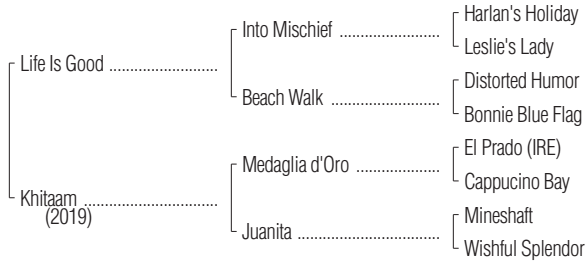 Harlan's Holiday
Into Mischief ....................
Leslie's Lady
Life Is Good ......................
Distorted Humor
Beach Walk ......................
Bonnie Blue Flag
El Prado (IRE)
Medaglia d'Oro .................
Cappucino Bay
Khitaam ...........................
(2019)
Mineshaft
Juanita .............................
Wishful Splendor